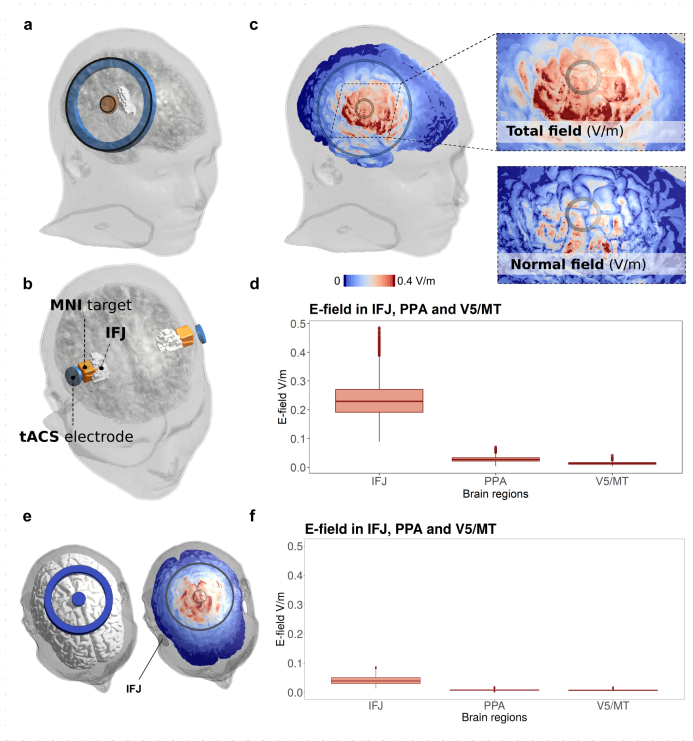 a
c
Total field (V/m)
Normal field (V/m)
0
0.4 V/m
b
MNI target
IFJ
tACS electrode
d
E-field in IFJ, PPA and V5/MT
E-field V/m
0.5
0.4
0.3
0.2
0.1
0.0
IFJ
PPA
V5/MT
Brain regions
e
IFJ
f
E-field in IFJ, PPA and V5/MT
E-field V/m
0.5
0.4
0.3
0.2
0.1
0.0
IFJ
PPA
V5/MT
Brain regions